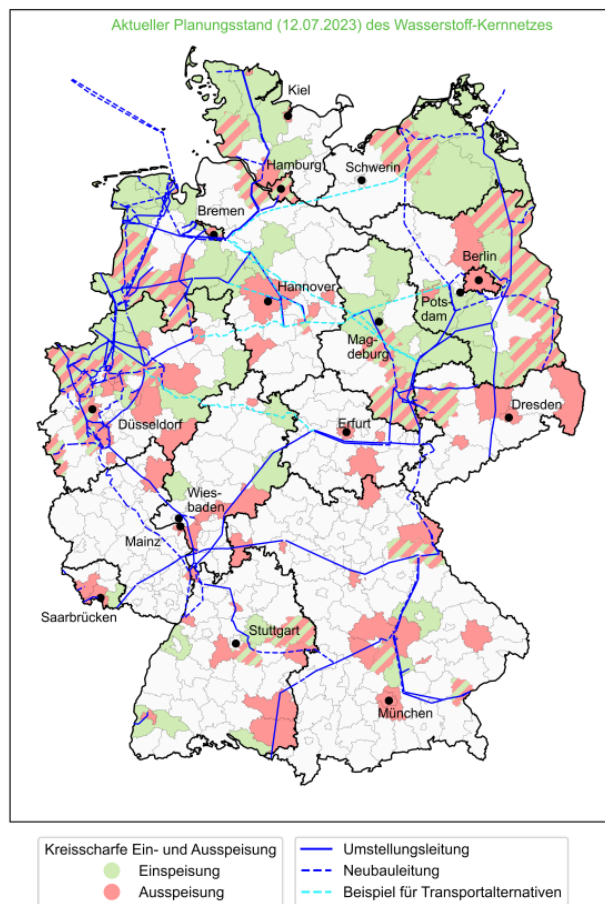 Aktueller Planungsstand (12.07.2023) des Wasserstoff-Kernnetzes
Kiel
Hamburg
Schwerin
Bremen
Berlin
Hannover
Pots
dam
Mag-
deburg
Düsseldorf
Erfurt
Dresden
Wies-
baden
Mainz
Saarbrücken
Stuttgart
München
Kreisscharfe Ein- und Ausspeisung
Einspeisung
Ausspeisung
Umstellungsleitung
Neubauleitung
Beispiel für Transportalternativen